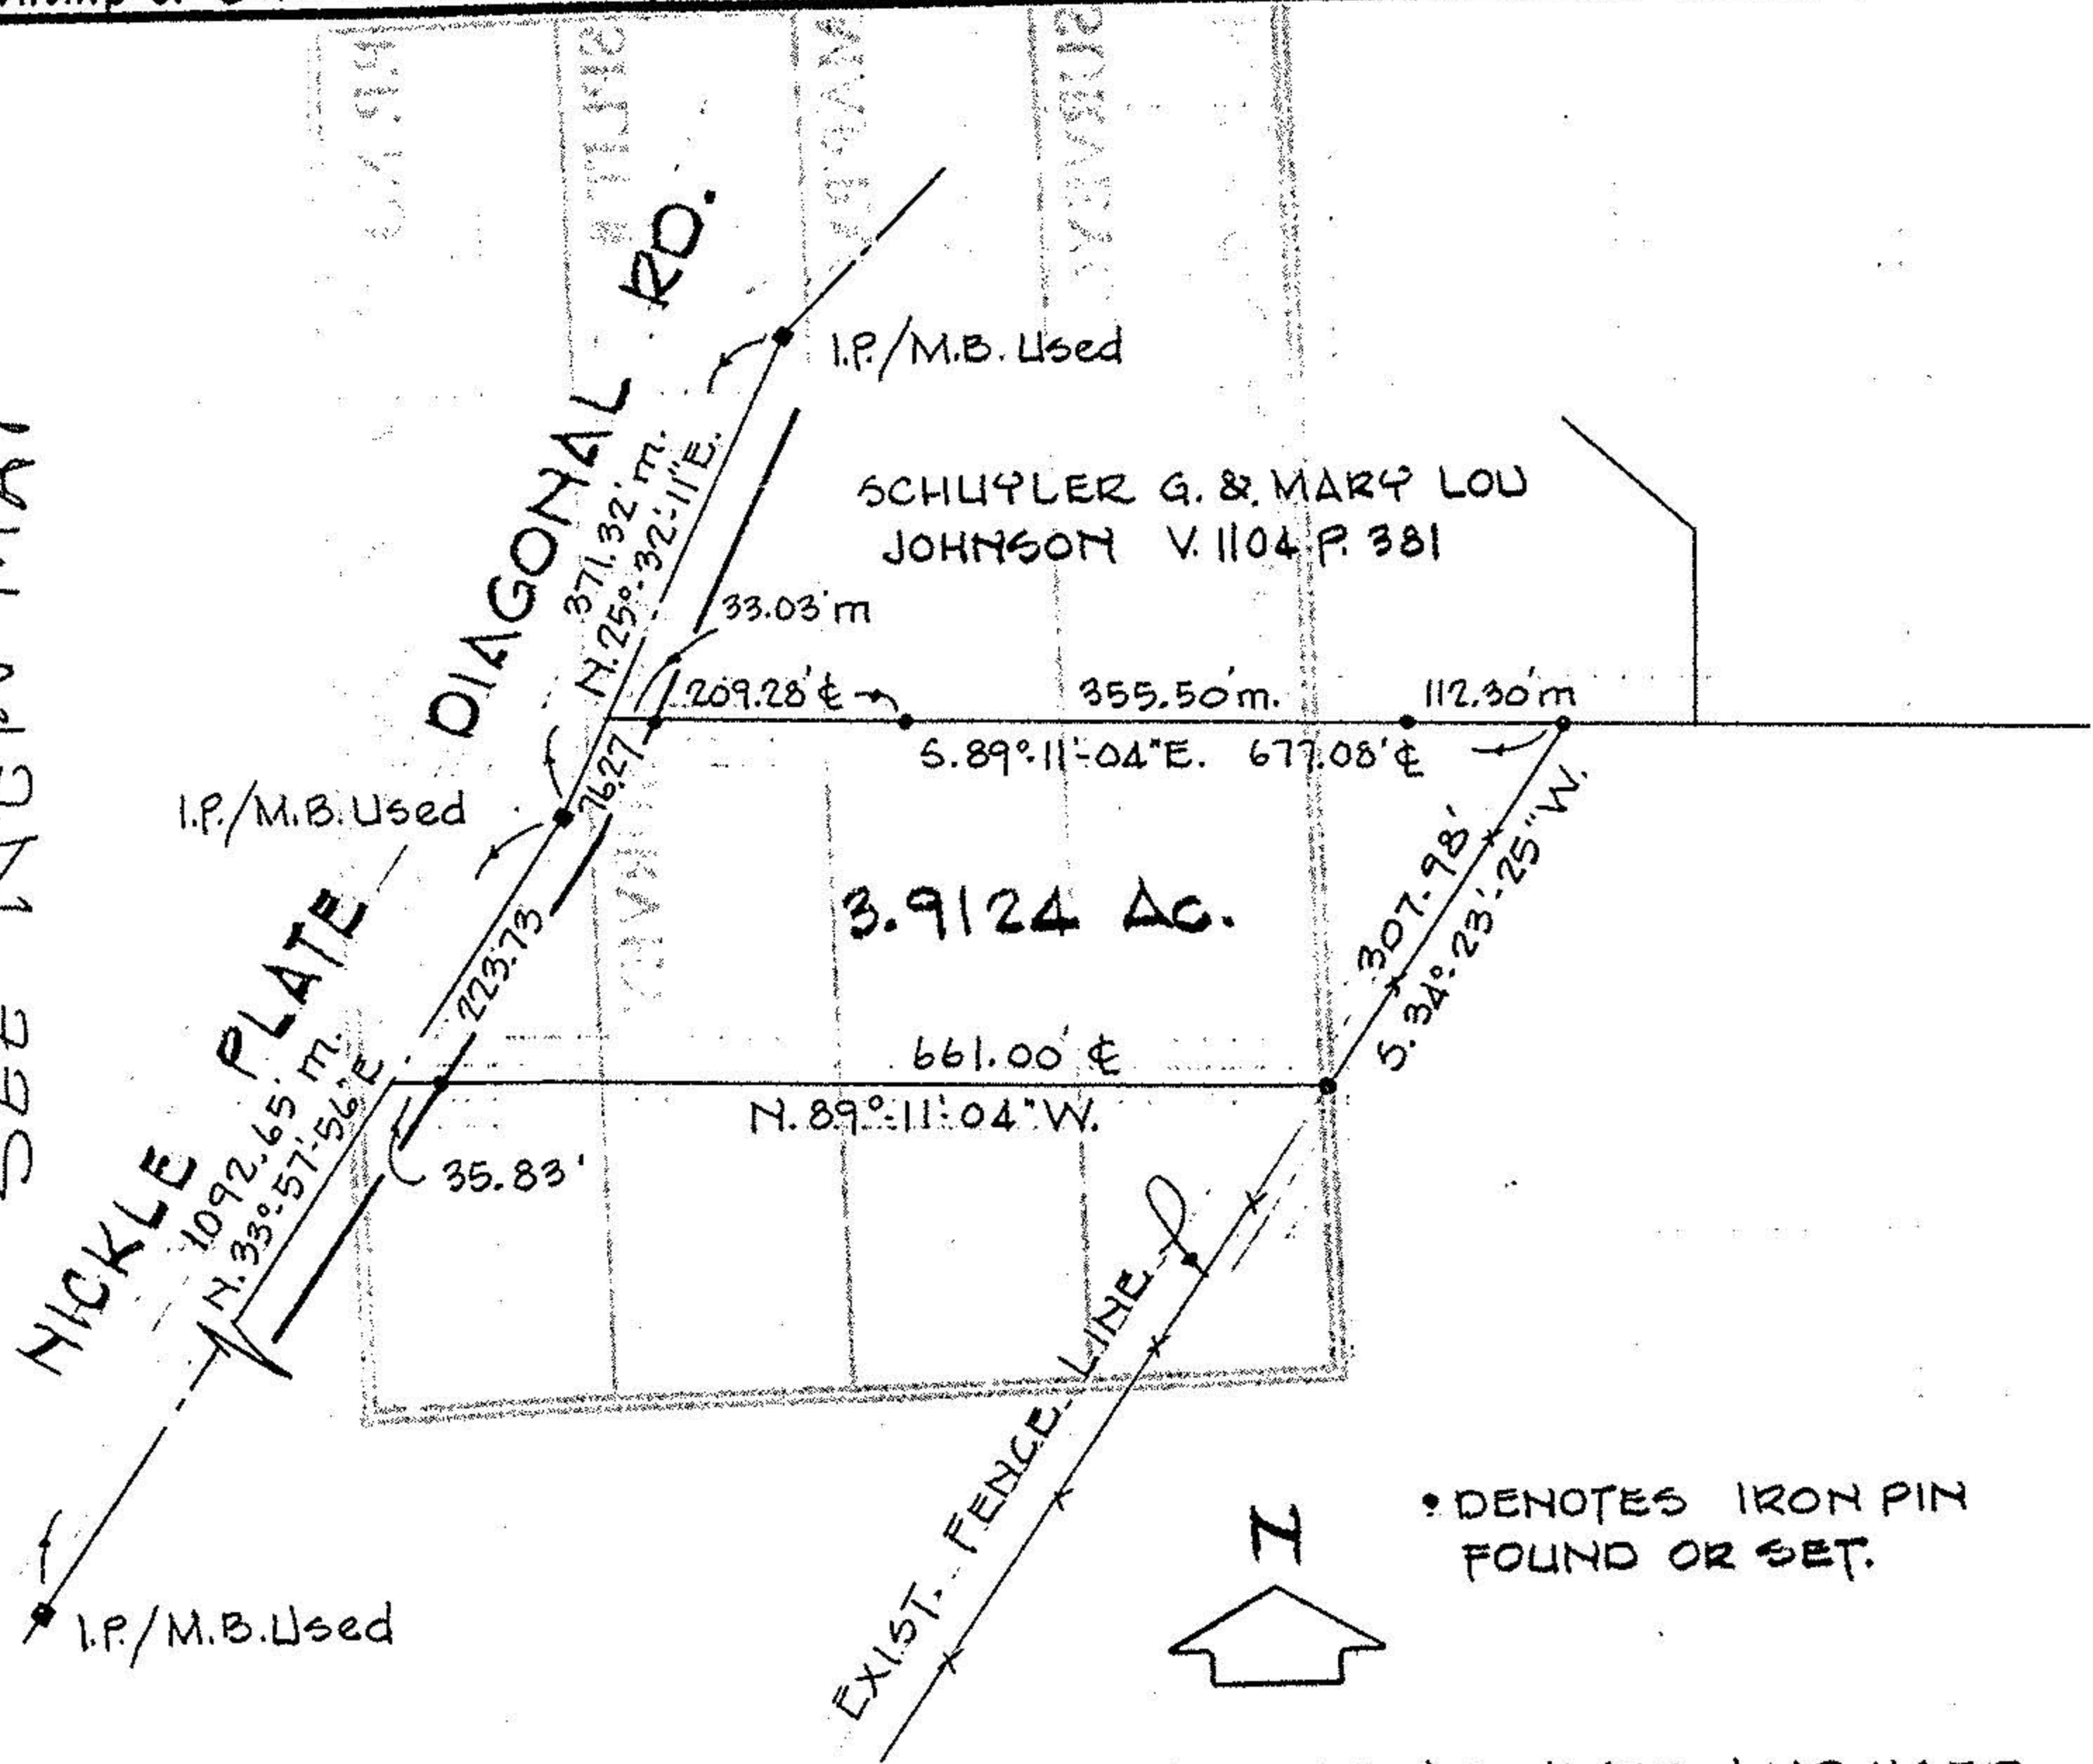 DIAGONAL RD.
I.P./M.B. Used
371.32' m.
N.25°-32'-11"E.
SCHUYLER G. & MARY LOU
JOHNSON V. 1104 P. 381
33.03'm
209.28'℄
355.50'm.
112.30'm
S.89°-11'-04"E. 677.08'℄
76.27
I.P./M.B. Used
3.9124 Ac.
307.98'
S.34°-23'-25"W.
223.73
NICKLE PLATE
1092.65' m.
N.33°-57'-56"E
661.00' ℄
N.89°-11'-04"W.
35.83'
EXIST. FENCE LINE
N
• DENOTES IRON PIN
FOUND OR SET.
I.P./M.B. Used
SEE